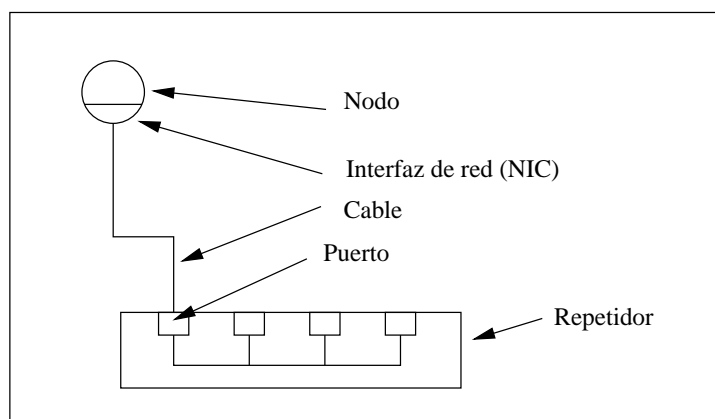 Nodo
Interfaz de red (NIC)
Cable
Puerto
Repetidor